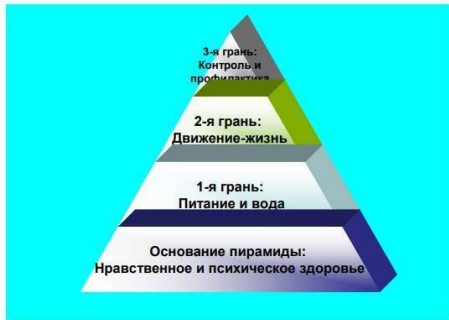 3-я грань:
Контроль и
профилактика
2-я грань:
Движение-жизнь
1-я грань:
Питание и вода
Основание пирамиды:
Нравственное и психическое здоровье